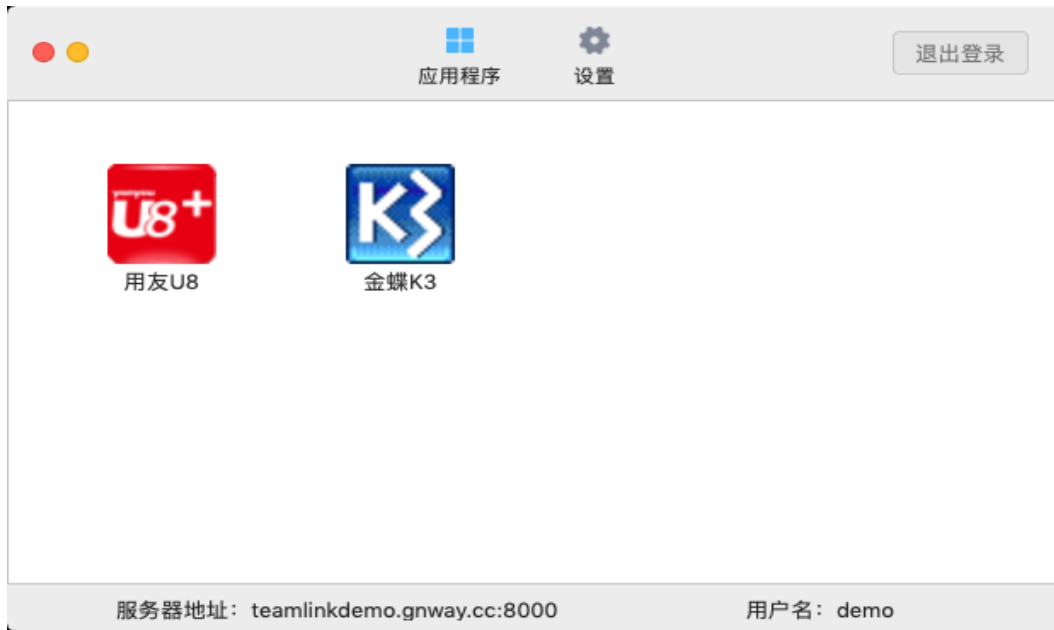 应用程序
设置
退出登录
yonyou
U8+
K3
用友U8
金蝶K3
服务器地址：teamlinkdemo.gnway.cc:8000
用户名：demo